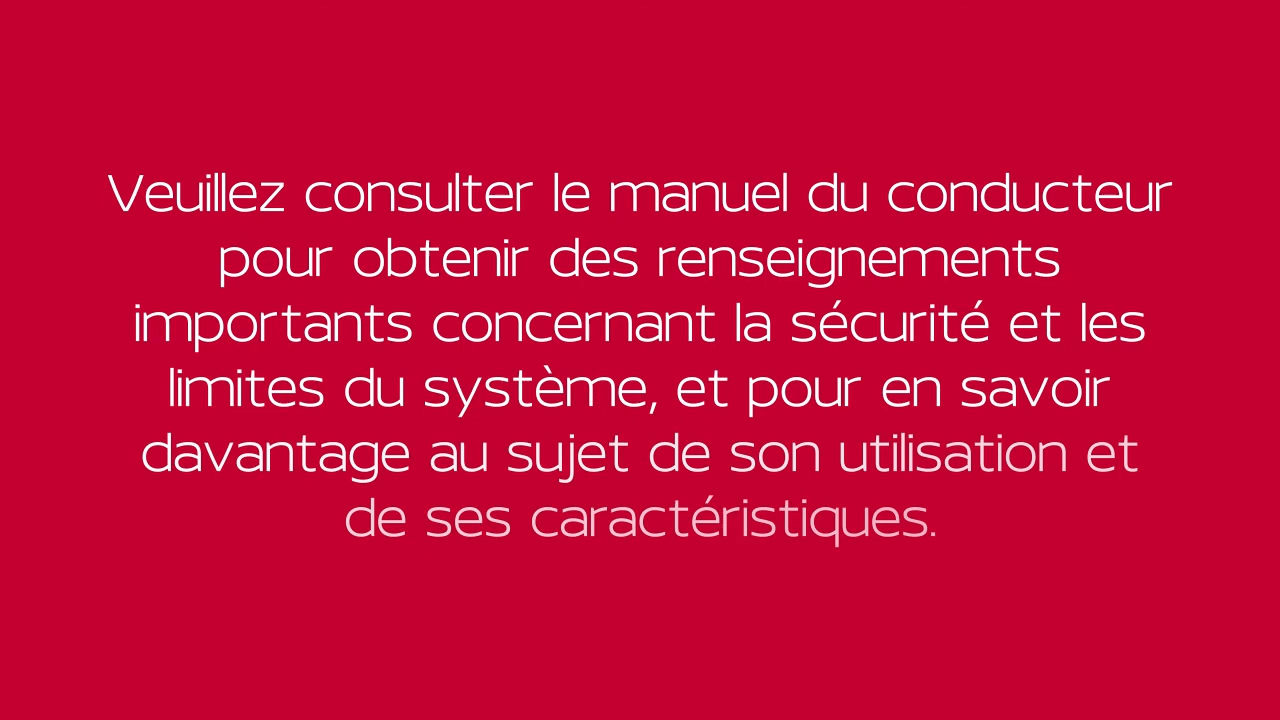 Veuillez consulter le manuel du conducteur
pour obtenir des renseignements
importants concernant la sécurité et les
limites du système, et pour en savoir
davantage au sujet de son utilisation et
de ses caractéristiques.